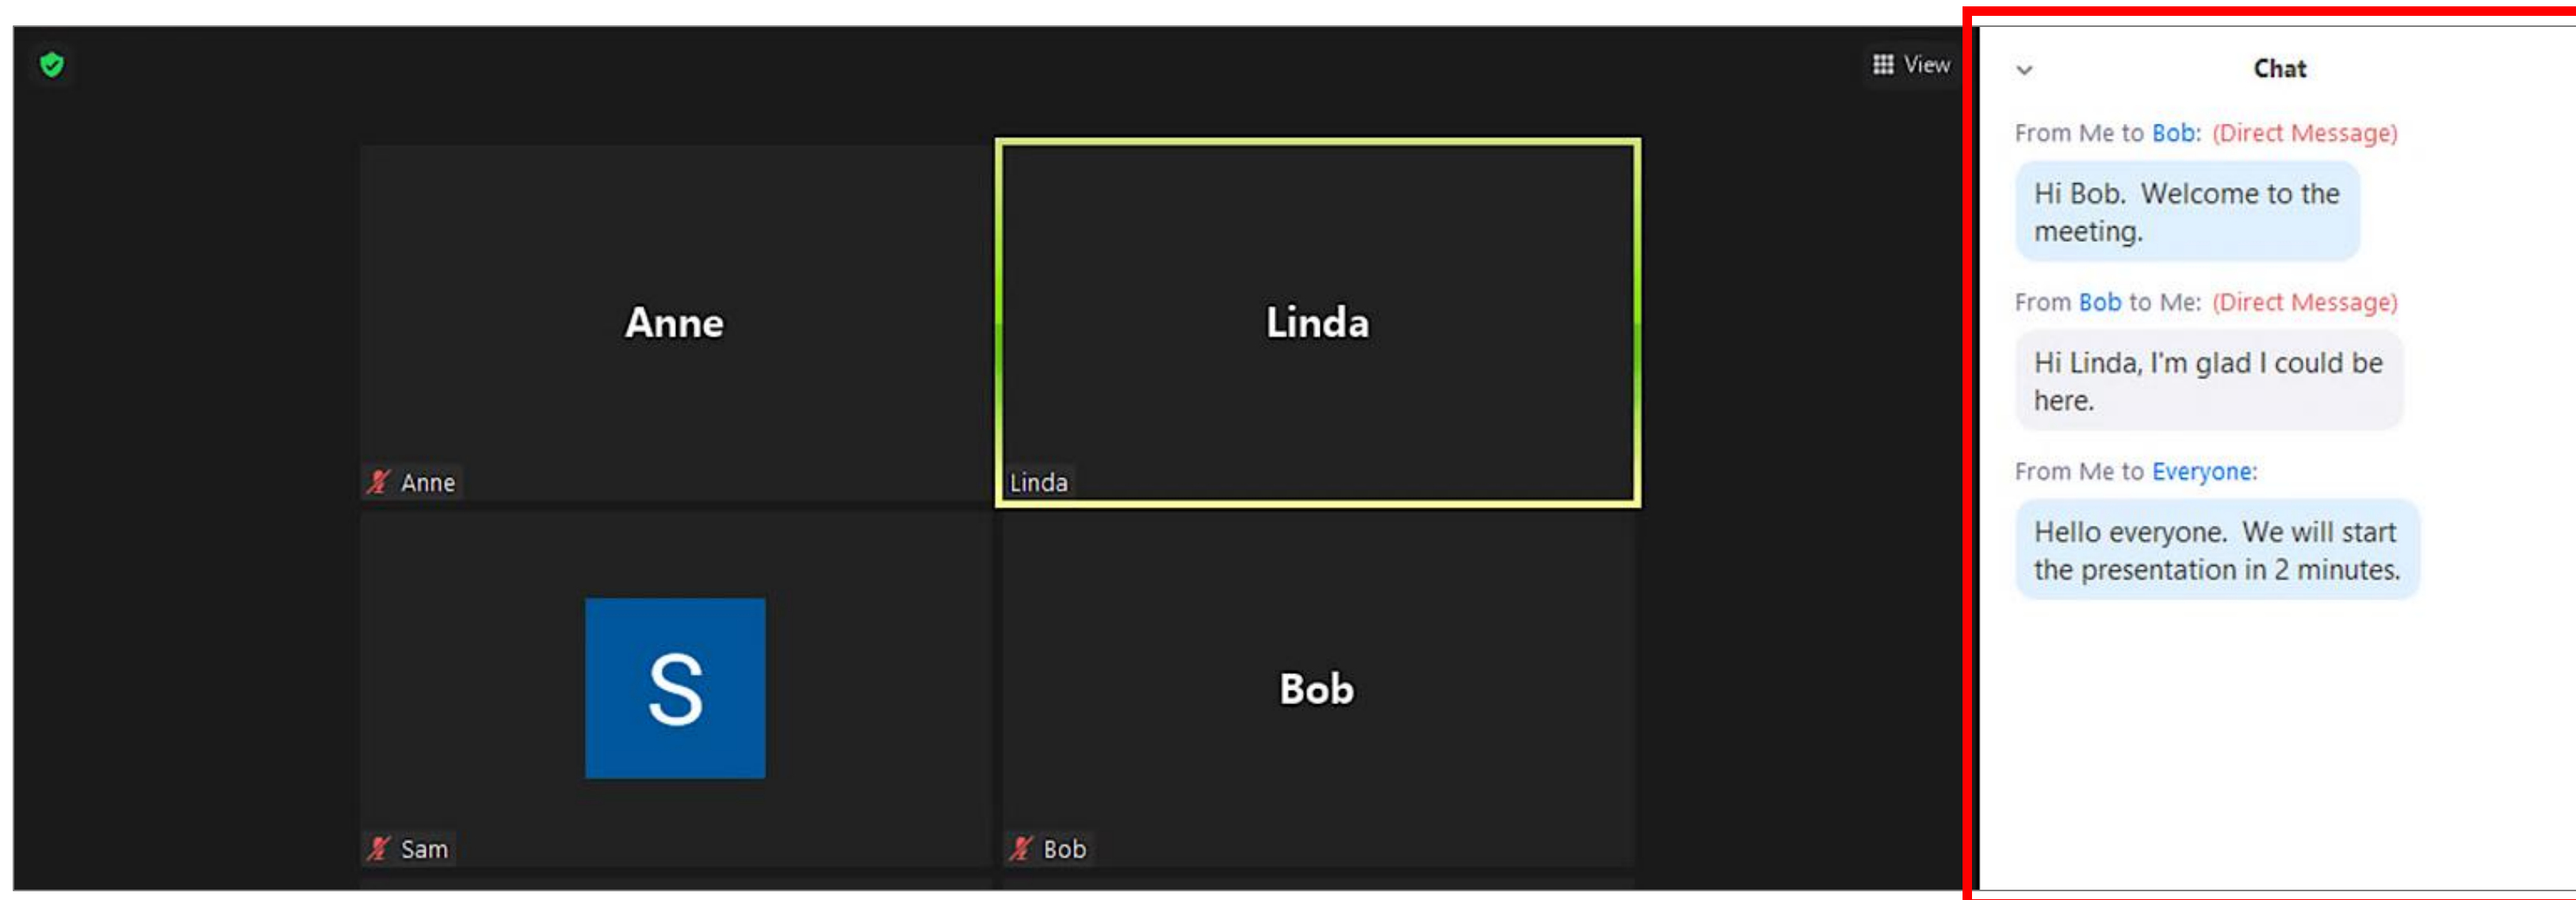 View
Anne
Anne
Linda
Linda
S
Sam
Bob
Bob
Chat
From Me to Bob: (Direct Message)
Hi Bob.  Welcome to the
meeting.
From Bob to Me: (Direct Message)
Hi Linda, I'm glad I could be
here.
From Me to Everyone:
Hello everyone.  We will start
the presentation in 2 minutes.